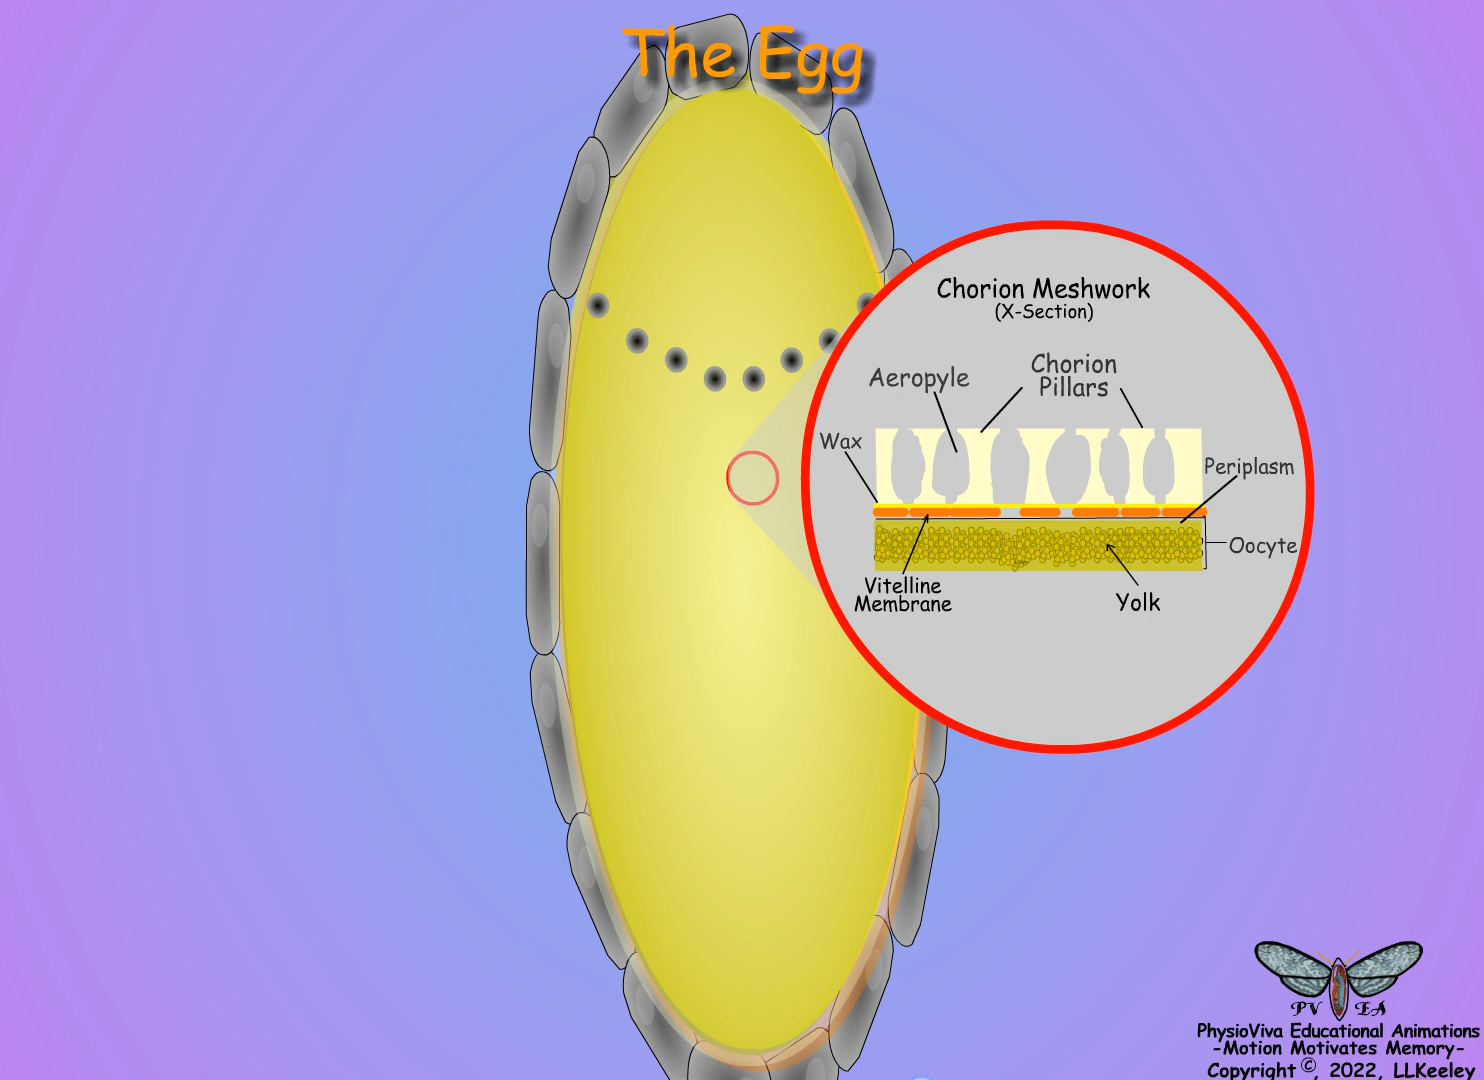 The Egg
Chorion Meshwork
(X-Section)
Chorion
Pillars
Aeropyle
Wax
Periplasm
Oocyte
Vitelline
Membrane
Yolk
PV EA
PhysioViva Educational Animations
-Motion Motivates Memory-
Copyright ©, 2022, LLKeeley